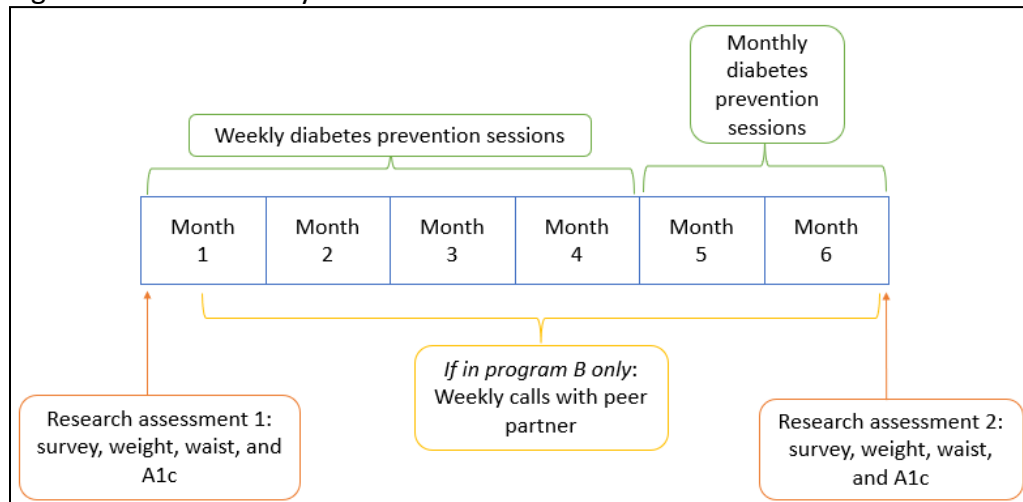 Monthly
diabetes
prevention
sessions
Weekly diabetes prevention sessions
Month
1
Month
2
Month
3
Month
4
Month
5
Month
6
If in program B only:
Weekly calls with peer
partner
Research assessment 1:
survey, weight, waist, and
A1c
Research assessment 2:
survey, weight, waist,
and A1c